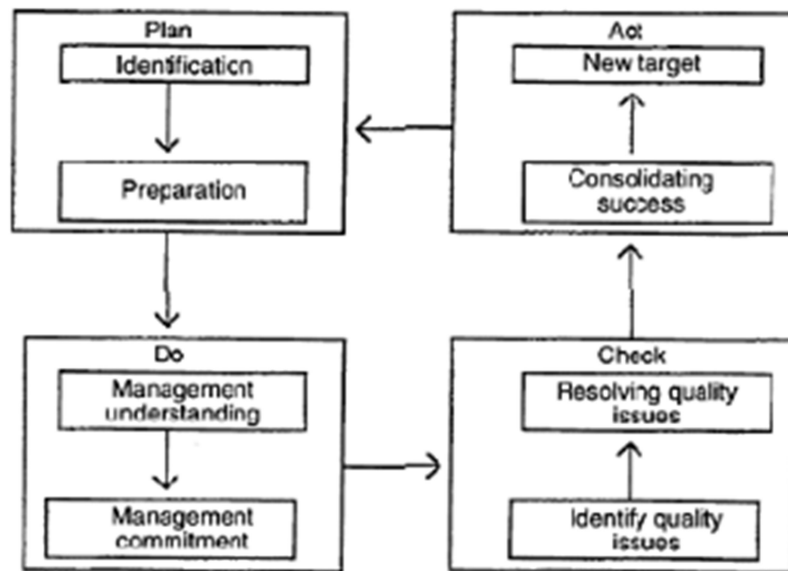 Plan
Identification
Preparation
Act
New target
Consolidating
success
Do
Management
understanding
Management
commitment
Check
Resolving quality
issues
Identify quality
issues